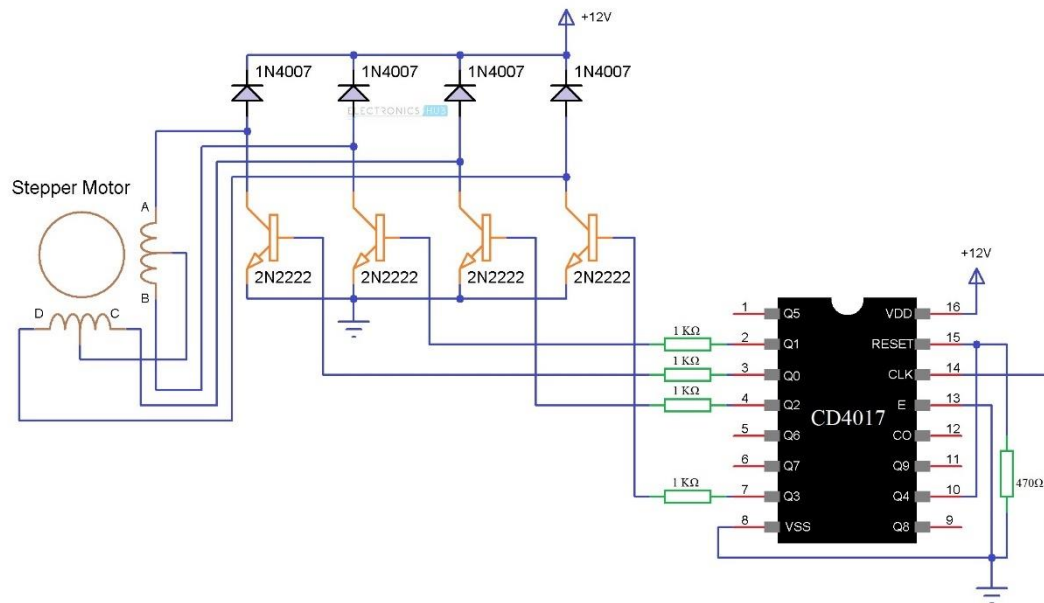 +12V
1N4007 1N4007 1N4007 1N4007
ELECTRONICS HUB
Stepper Motor
A
B
D C
2N2222 2N2222 2N2222 2N2222
+12V
1 Q5 VDD 16
1 KΩ 2 Q1 RESET 15
1 KΩ 3 Q0 CLK 14
1 KΩ 4 Q2 E 13
CD4017
5 Q6 CO 12
6 Q7 Q9 11
1 KΩ 7 Q3 Q4 10 470Ω
8 VSS Q8 9